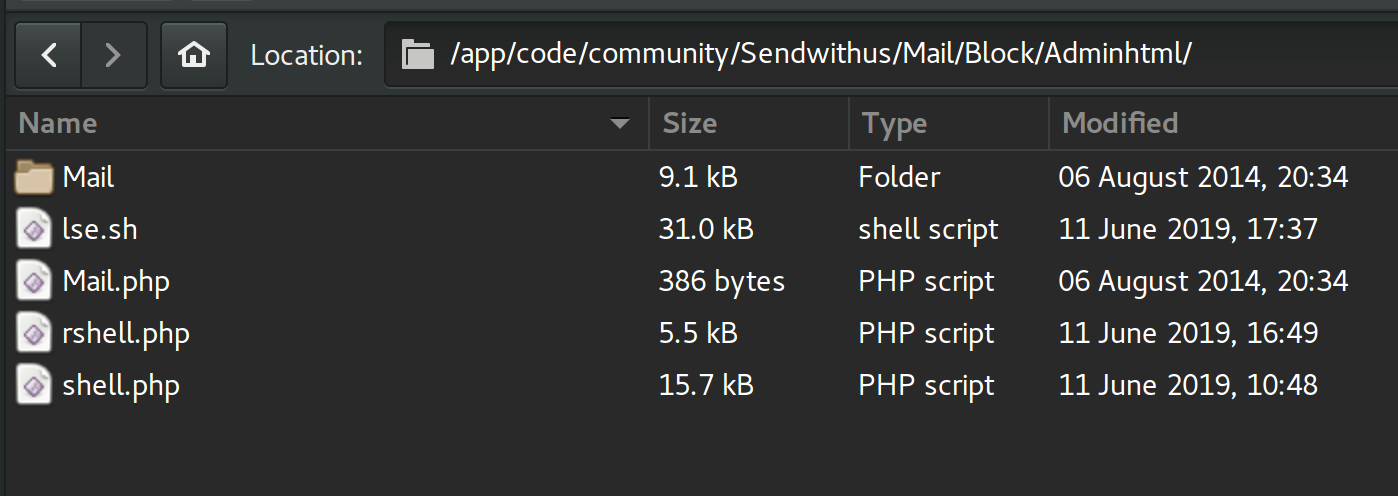 Location: /app/code/community/Sendwithus/Mail/Block/Adminhtml/
Name Size Type Modified
Mail 9.1 kB Folder 06 August 2014, 20:34
lse.sh 31.0 kB shell script 11 June 2019, 17:37
Mail.php 386 bytes PHP script 06 August 2014, 20:34
rshell.php 5.5 kB PHP script 11 June 2019, 16:49
shell.php 15.7 kB PHP script 11 June 2019, 10:48